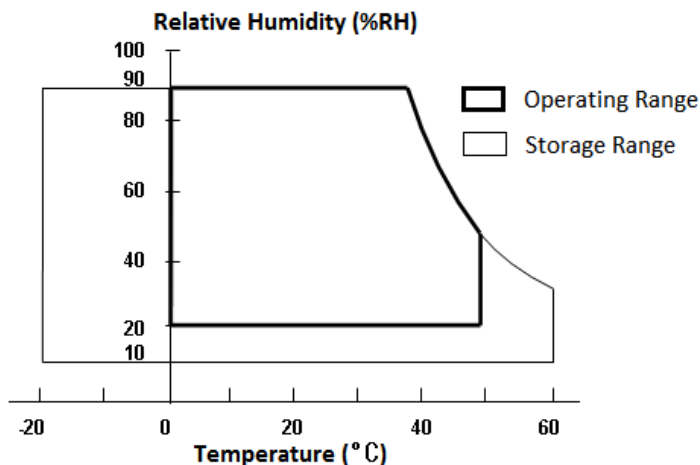 Relative Humidity (%RH)
100
90
80
60
40
20
10
Operating Range
Storage Range
-20 0 20 40 60
Temperature (°C)